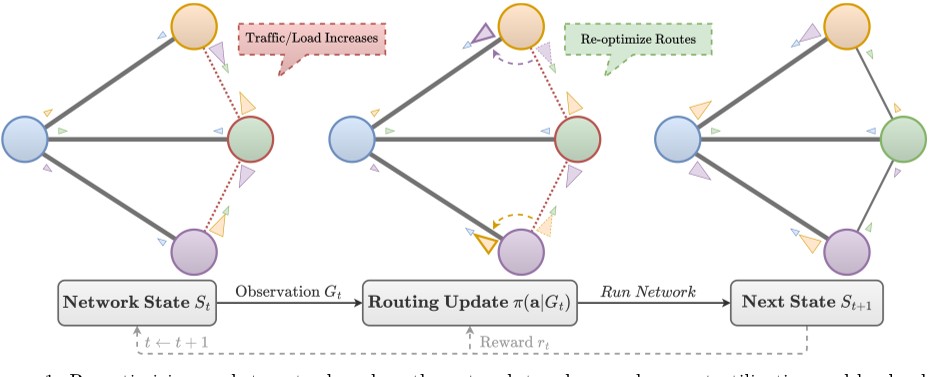 Traffic/Load Increases
Re-optimize Routes
Network State S_t
Observation G_t
Routing Update π(a|G_t)
Run Network
Next State S_{t+1}
t ← t + 1
Reward r_t